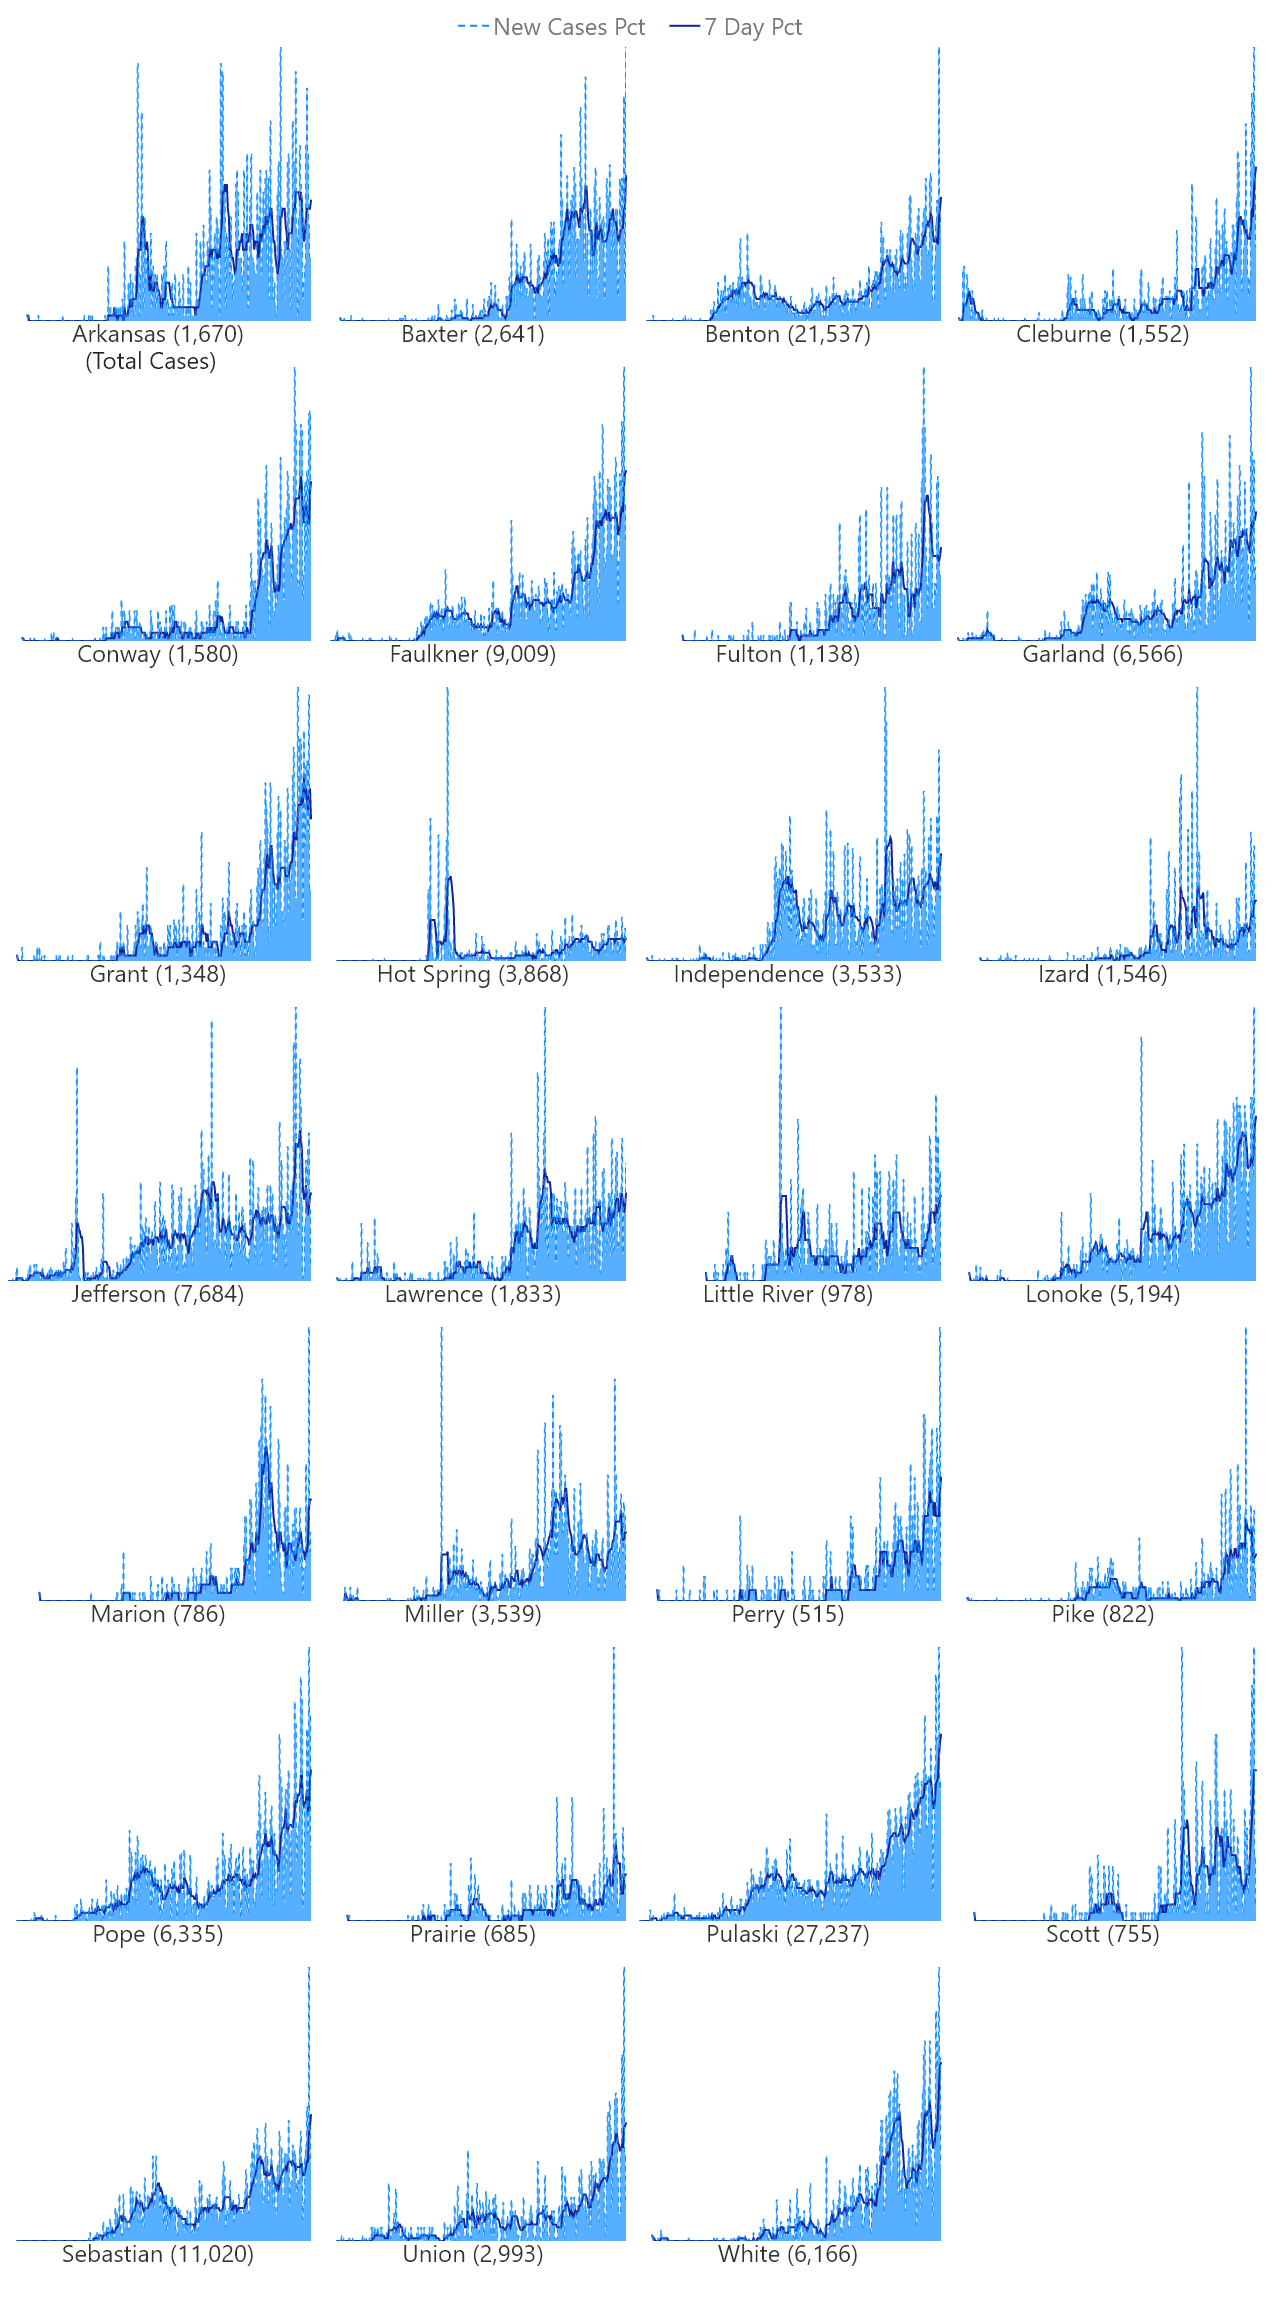 New Cases Pct 7 Day Pct
Arkansas (1,670) Baxter (2,641) Benton (21,537) Cleburne (1,552)
(Total Cases)
Conway (1,580) Faulkner (9,009) Fulton (1,138) Garland (6,566)
Grant (1,348) Hot Spring (3,868) Independence (3,533) Izard (1,546)
Jefferson (7,684) Lawrence (1,833) Little River (978) Lonoke (5,194)
Marion (786) Miller (3,539) Perry (515) Pike (822)
Pope (6,335) Prairie (685) Pulaski (27,237) Scott (755)
Sebastian (11,020) Union (2,993) White (6,166)